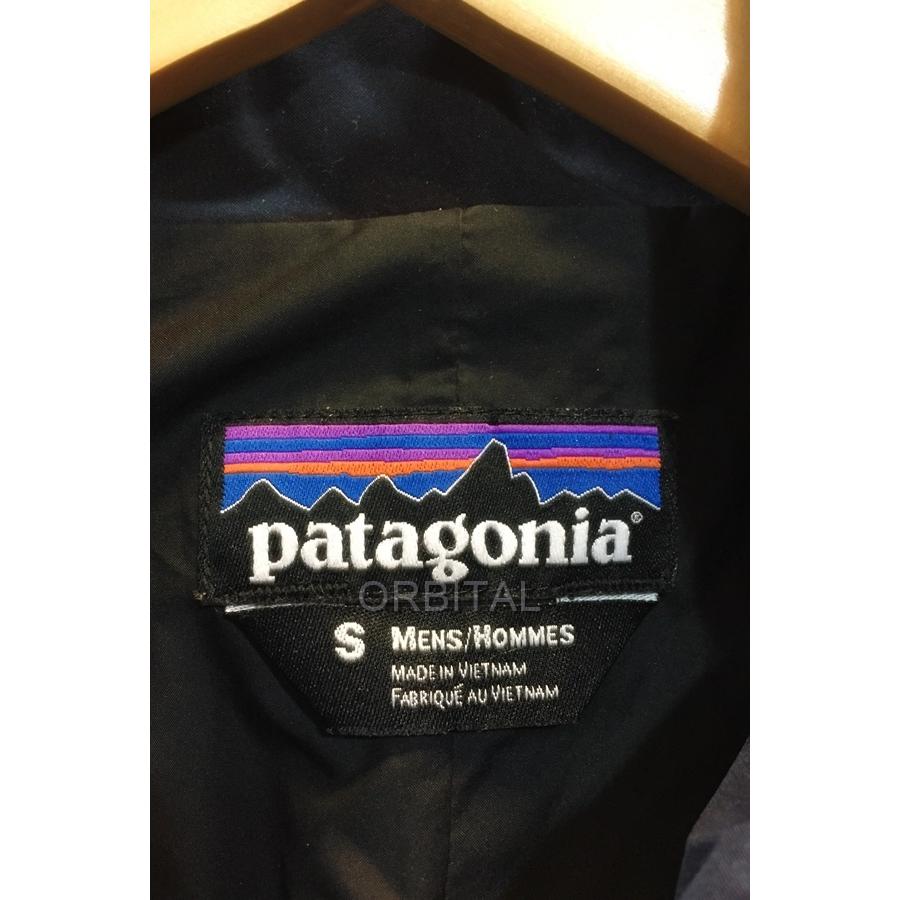 patagonia®
ORBITAL
S MENS/HOMMES
MADE IN VIETNAM
FABRIQUÉ AU VIETNAM